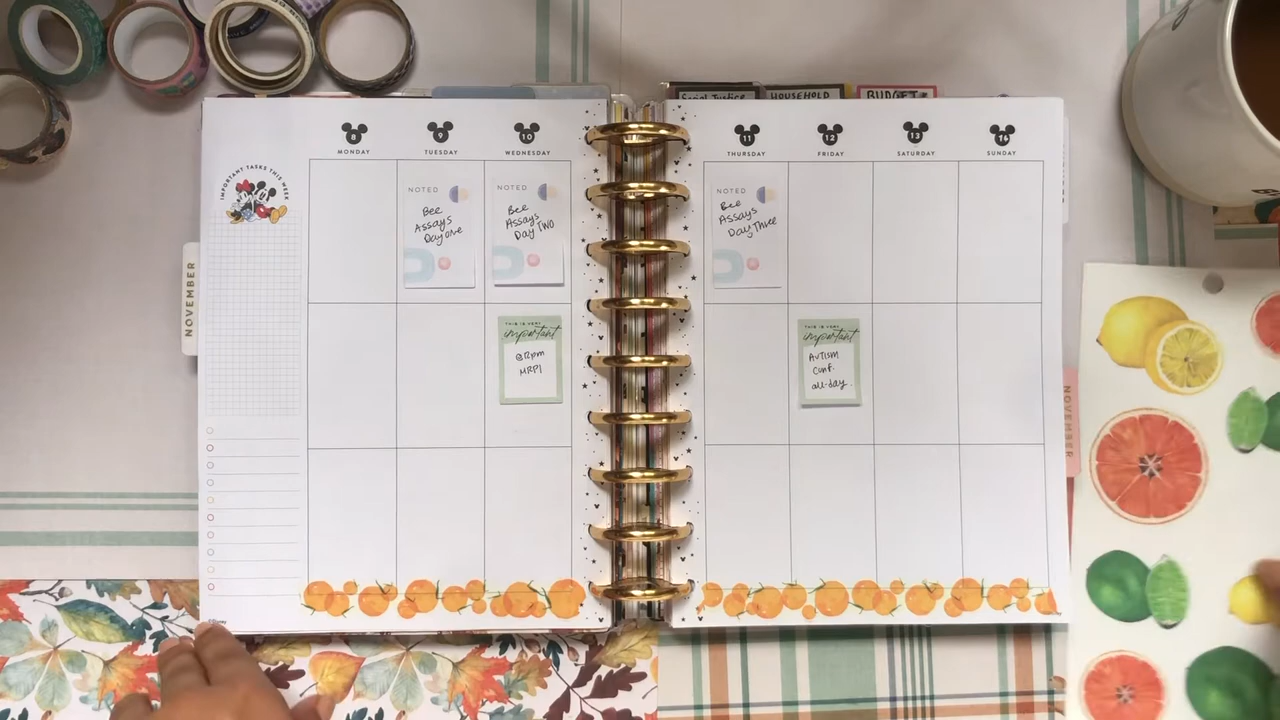 Social Justice
HOUSEHOLD
BUDGET
8
9
10
11
12
13
14
MONDAY
TUESDAY
WEDNESDAY
THURSDAY
FRIDAY
SATURDAY
SUNDAY
IMPORTANT TASKS THIS WEEK
NOTED
Bee
Assays
Day one
NOTED
Bee
Assays
Day TWO
NOTED
Bee
Assays
Day Three
NOVEMBER
THIS IS VERY
important
MRPI
THIS IS VERY
important
AUTISM
Conf.
all-day.
NOVEMBER
©Disney